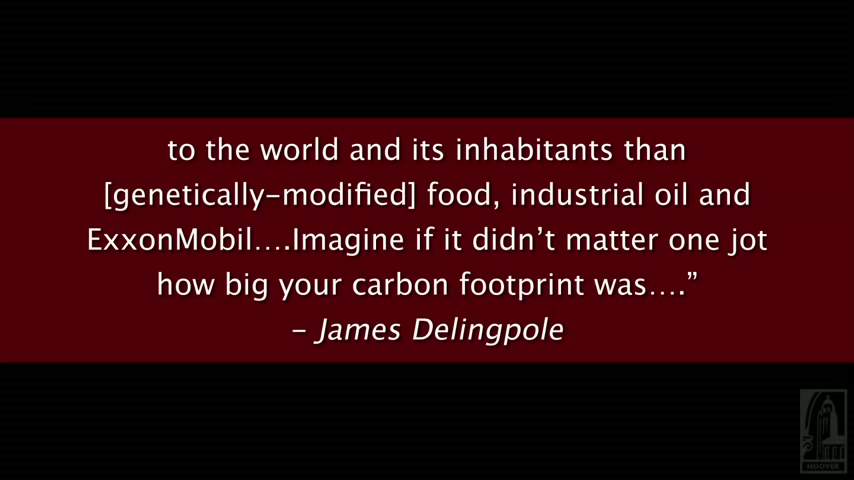 to the world and its inhabitants than
[genetically-modified] food, industrial oil and
ExxonMobil….Imagine if it didn’t matter one jot
how big your carbon footprint was….”
– James Delingpole
HOOVER